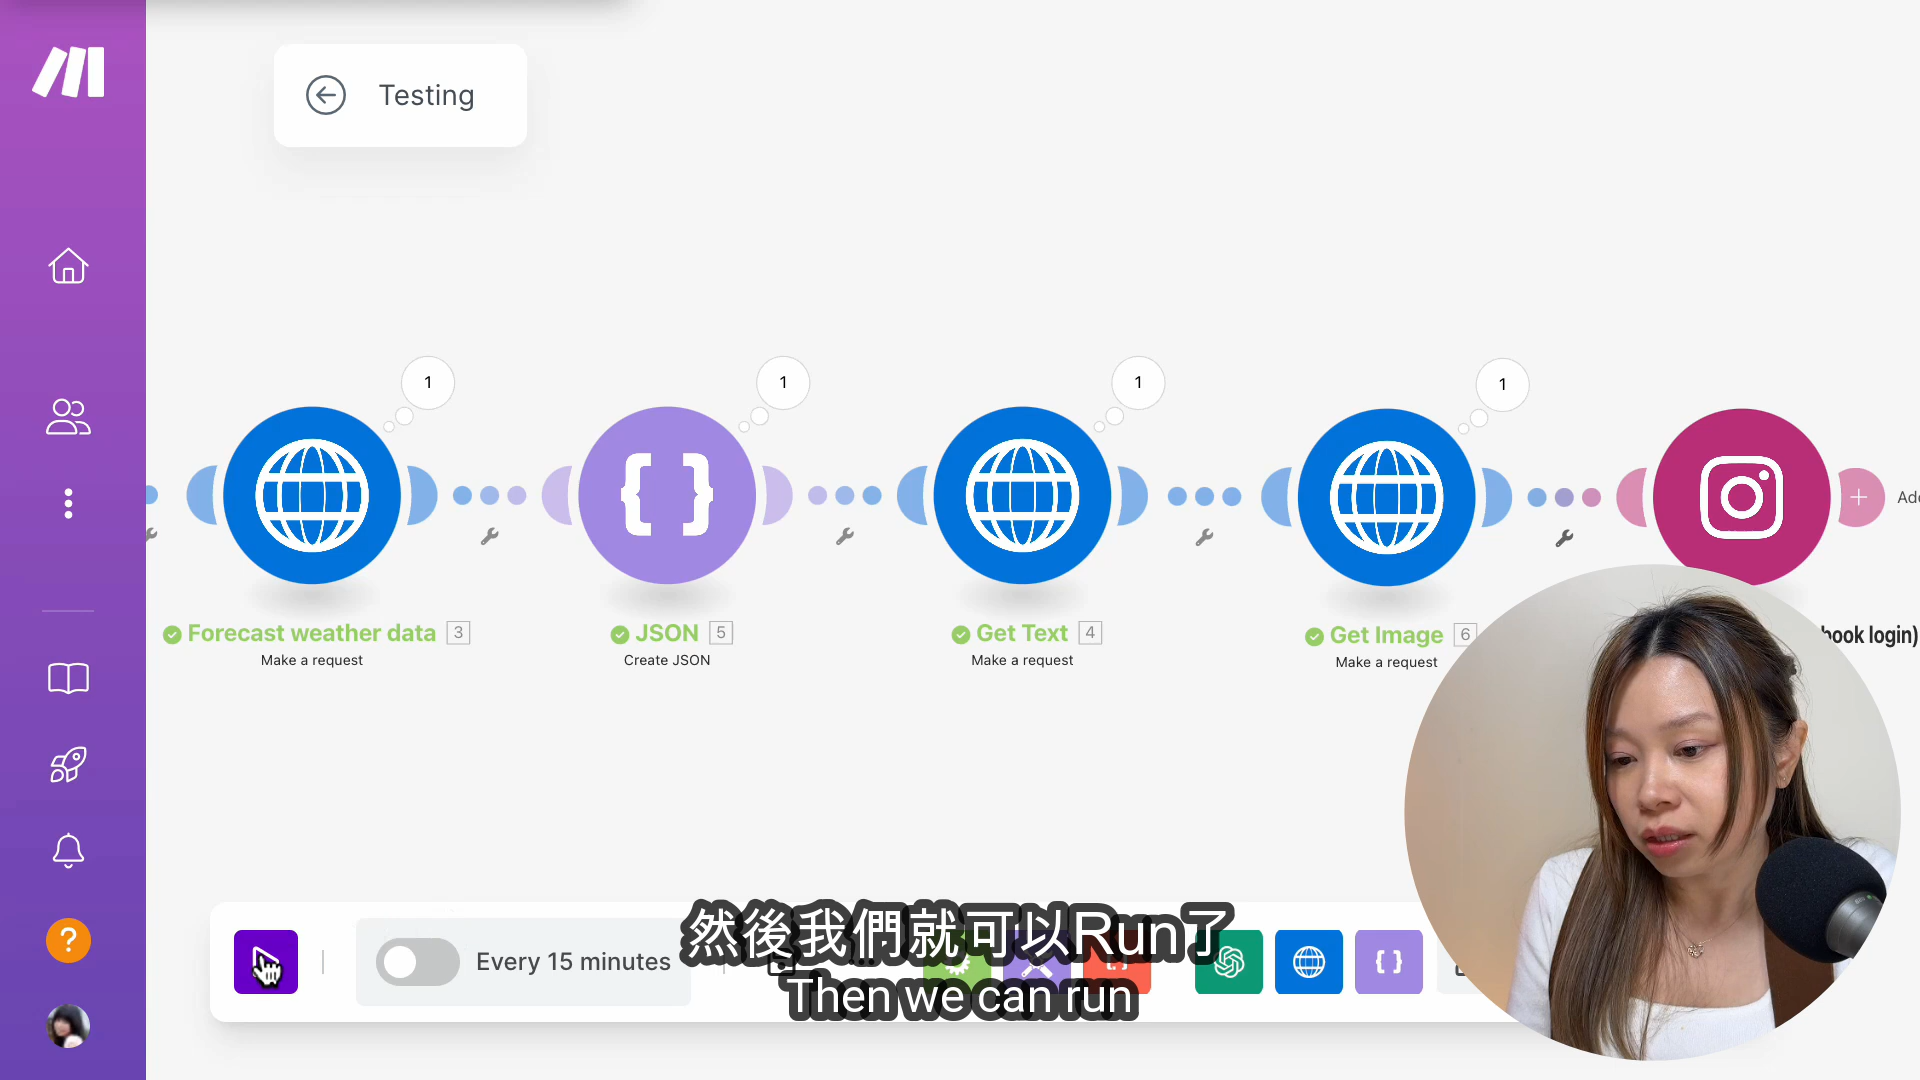 Testing
1
1
1
1
Add
Forecast weather data 3
Make a request
JSON 5
Create JSON
Get Text 4
Make a request
Get Image 6
Make a request
book login)
?
Every 15 minutes
然後我們就可以Run了
Then we can run